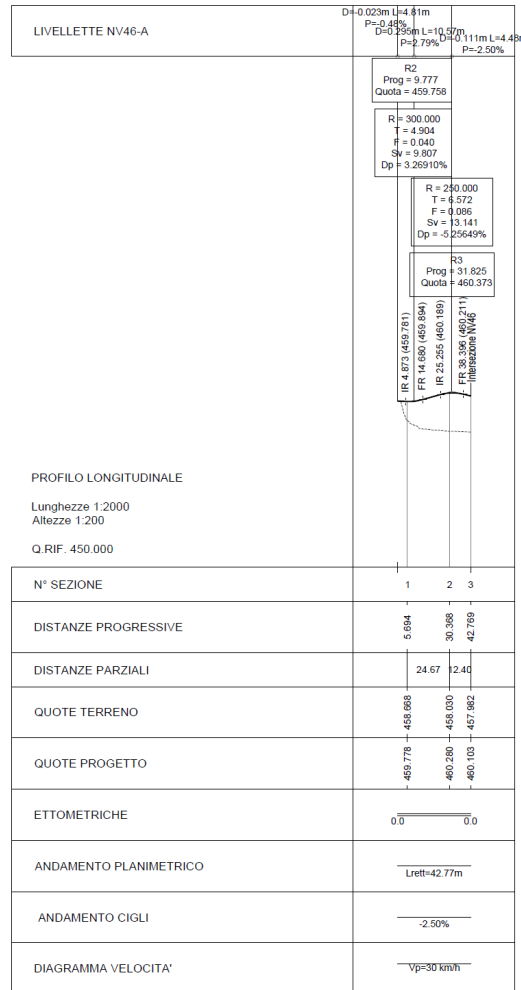 LIVELLETTE NV46-A
D=-0.023m L=4.81m
P=-0.48%
D=0.295m L=10.57m
P=2.79%
D=-0.111m L=4.48m
P=-2.50%
R2
Prog = 9.777
Quota = 459.758
R = 300.000
T = 4.904
F = 0.040
Sv = 9.807
Dp = 3.26910%
R = 250.000
T = 6.572
F = 0.086
Sv = 13.141
Dp = -5.25649%
R3
Prog = 31.825
Quota = 460.373
IR 4.873 (459.781)
FR 14.680 (459.894)
IR 25.255 (460.189)
FR 38.396 (460.211)
Intersezione NV46
PROFILO LONGITUDINALE
Lunghezze 1:2000
Altezze 1:200
Q.RIF. 450.000
N° SEZIONE 1 2 3
DISTANZE PROGRESSIVE 5.694 30.368 42.769
DISTANZE PARZIALI 24.67 12.40
QUOTE TERRENO 458.668 458.030 457.982
QUOTE PROGETTO 459.778 460.280 460.103
ETTOMETRICHE 0.0 0.0
ANDAMENTO PLANIMETRICO Lrett=42.77m
ANDAMENTO CIGLI -2.50%
DIAGRAMMA VELOCITA' Vp=30 km/h